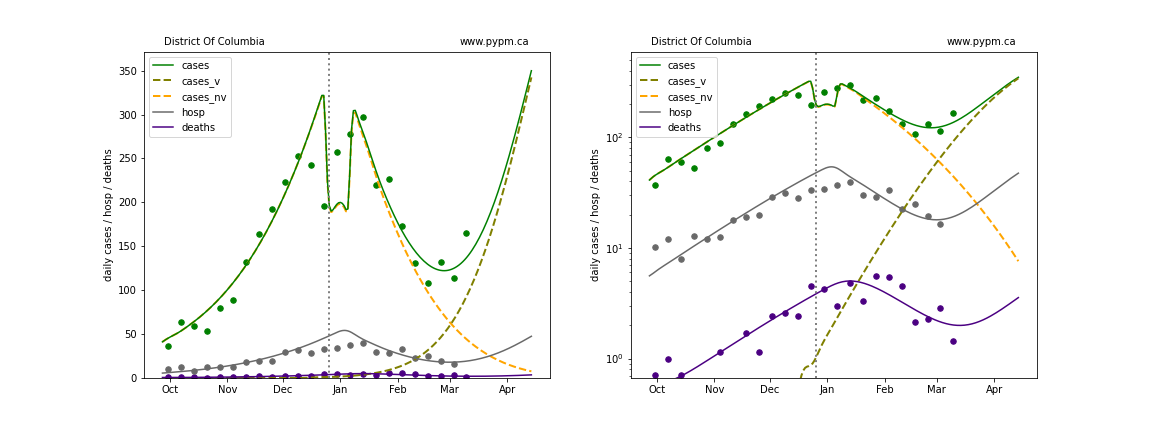 District Of Columbia www.pypm.ca
cases
cases_v
cases_nv
hosp
deaths
daily cases / hosp / deaths
350
300
250
200
150
100
50
0
Oct Nov Dec Jan Feb Mar Apr
District Of Columbia www.pypm.ca
cases
cases_v
cases_nv
hosp
deaths
daily cases / hosp / deaths
10²
10¹
10⁰
Oct Nov Dec Jan Feb Mar Apr